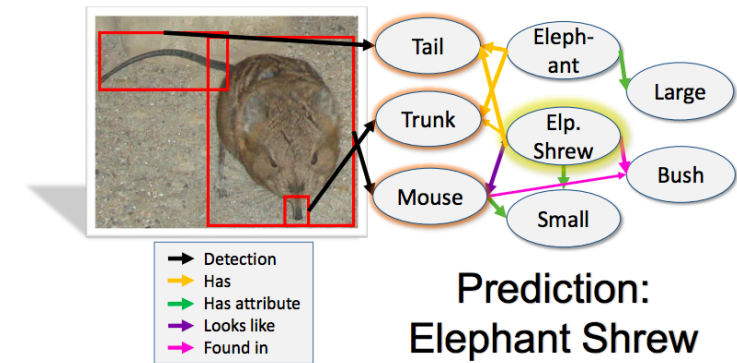 Tail
Eleph-
ant
Large
Trunk
Elp.
Shrew
Bush
Mouse
Small
Detection
Has
Has attribute
Looks like
Found in
Prediction:
Elephant Shrew